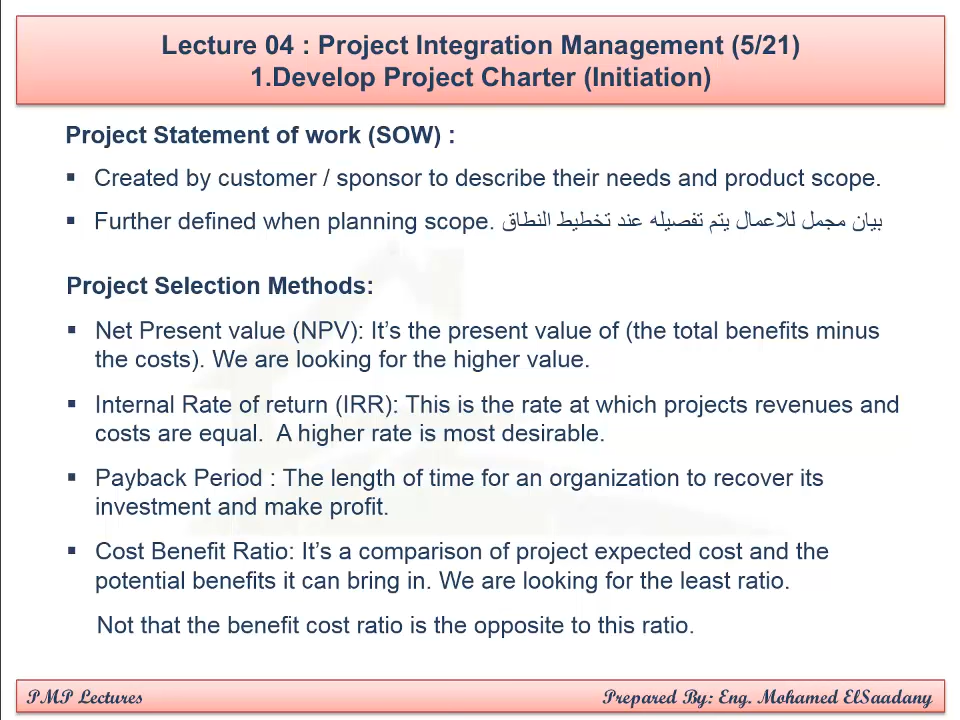 Lecture 04 : Project Integration Management (5/21)
1.Develop Project Charter (Initiation)
Project Statement of work (SOW) :
▪ Created by customer / sponsor to describe their needs and product scope.
▪ Further defined when planning scope. بيان مجمل للاعمال يتم تفصيله عند تخطيط النطاق
Project Selection Methods:
▪ Net Present value (NPV): It’s the present value of (the total benefits minus
the costs). We are looking for the higher value.
▪ Internal Rate of return (IRR): This is the rate at which projects revenues and
costs are equal.  A higher rate is most desirable.
▪ Payback Period : The length of time for an organization to recover its
investment and make profit.
▪ Cost Benefit Ratio: It’s a comparison of project expected cost and the
potential benefits it can bring in. We are looking for the least ratio.
Not that the benefit cost ratio is the opposite to this ratio.
PMP Lectures
Prepared By: Eng. Mohamed ElSaadany